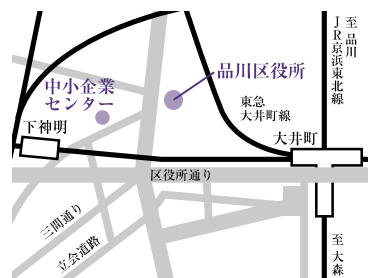 至 品川
JR京浜東北線
品川区役所
中小企業
センター
東急
大井町線
下神明
大井町
区役所通り
三間通り
立会道路
至 大森